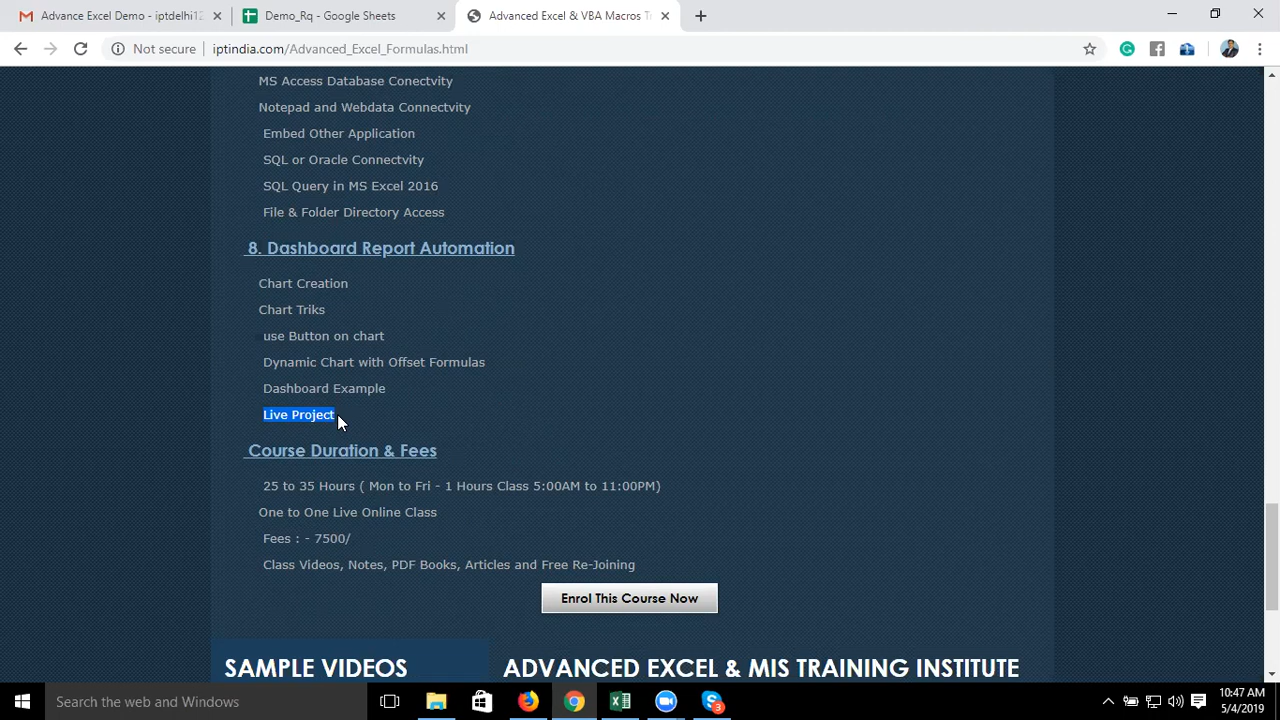 Advance Excel Demo - iptdelhi12
Demo_Rq - Google Sheets
Advanced Excel & VBA Macros Tr
Not secure | iptindia.com/Advanced_Excel_Formulas.html
MS Access Database Conectvity
Notepad and Webdata Connectvity
Embed Other Application
SQL or Oracle Connectvity
SQL Query in MS Excel 2016
File & Folder Directory Access
8. Dashboard Report Automation
Chart Creation
Chart Triks
use Button on chart
Dynamic Chart with Offset Formulas
Dashboard Example
Live Project
Course Duration & Fees
25 to 35 Hours ( Mon to Fri - 1 Hours Class 5:00AM to 11:00PM)
One to One Live Online Class
Fees : - 7500/
Class Videos, Notes, PDF Books, Articles and Free Re-Joining
Enrol This Course Now
SAMPLE VIDEOS
ADVANCED EXCEL & MIS TRAINING INSTITUTE
Search the web and Windows
3
10:47 AM
5/4/2019